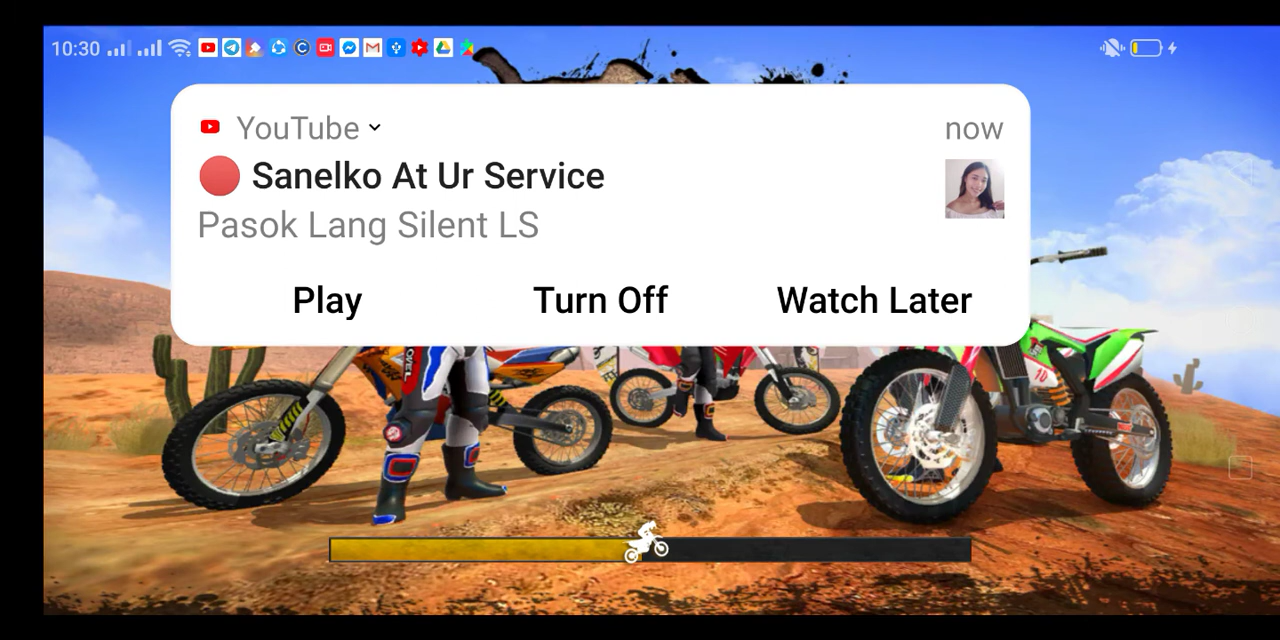 10:30
YouTube now
Sanelko At Ur Service
Pasok Lang Silent LS
Play Turn Off Watch Later